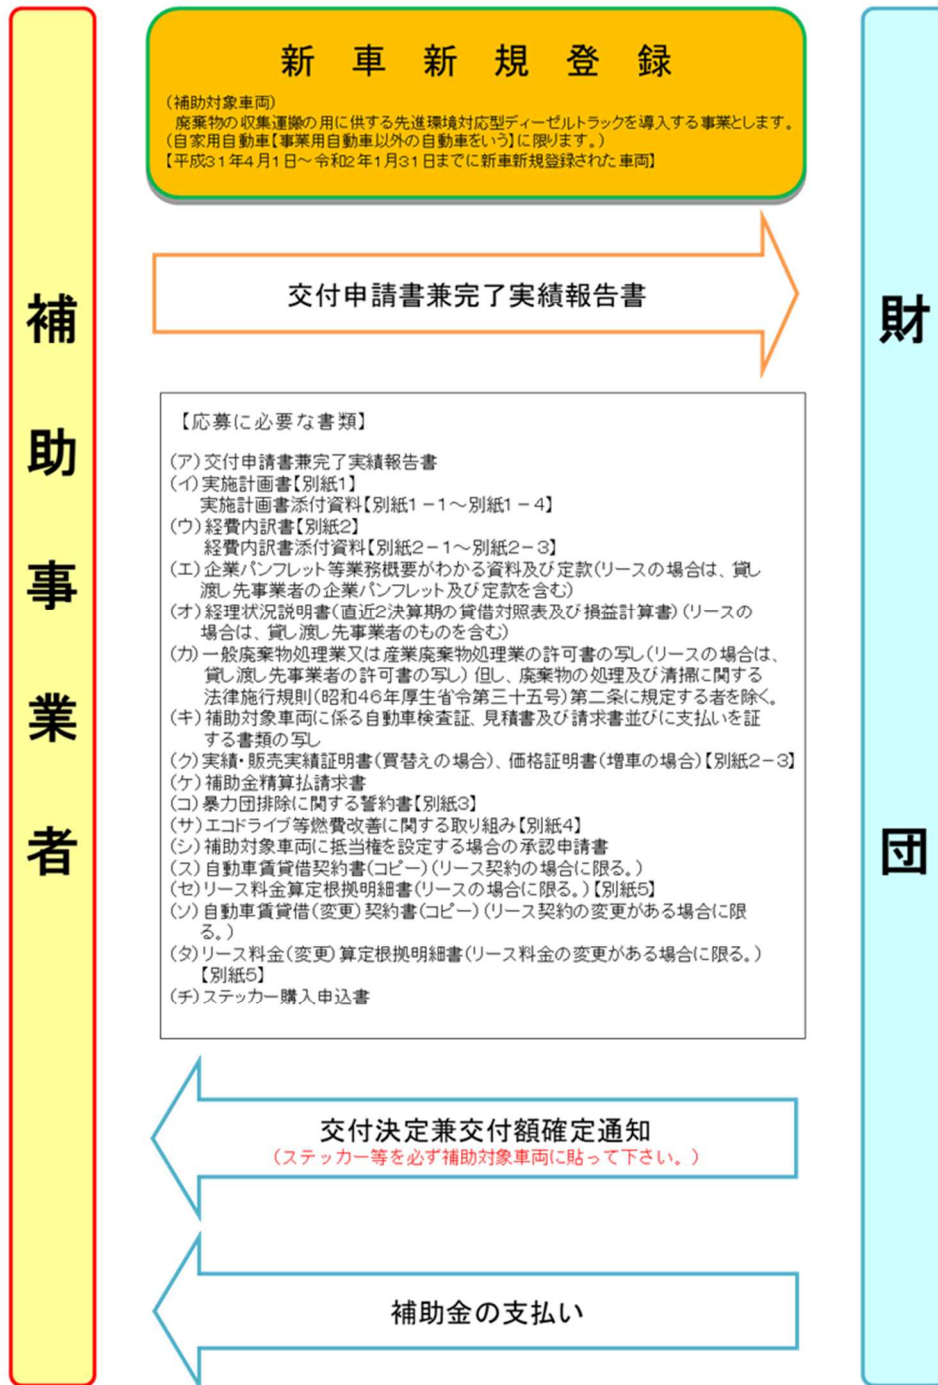 新車新規登録
(補助対象車両)
廃棄物の収集運搬の用に供する先進環境対応型ディーゼルトラックを導入する事業とします。
(自家用自動車【事業用自動車以外の自動車をいう】に限ります。)
【平成31年4月1日～令和2年1月31日までに新車新規登録された車両】
補助事業者
財団
交付申請書兼完了実績報告書
【応募に必要な書類】
(ア)交付申請書兼完了実績報告書
(イ)実施計画書【別紙1】
実施計画書添付資料【別紙1－1～別紙1－4】
(ウ)経費内訳書【別紙2】
経費内訳書添付資料【別紙2－1～別紙2－3】
(エ)企業パンフレット等業務概要がわかる資料及び定款(リースの場合は、貸し
渡し先事業者の企業パンフレット及び定款を含む)
(オ)経理状況説明書(直近2決算期の貸借対照表及び損益計算書)(リースの
場合は、貸し渡し先事業者のものを含む)
(カ)一般廃棄物処理業又は産業廃棄物処理業の許可書の写し(リースの場合は、
貸し渡し先事業者の許可書の写し)但し、廃棄物の処理及び清掃に関する
法律施行規則(昭和46年厚生省令第三十五号)第二条に規定する者を除く。
(キ)補助対象車両に係る自動車検査証、見積書及び請求書並びに支払いを証
する書類の写し
(ク)実績・販売実績証明書(買替えの場合)、価格証明書(増車の場合)【別紙2－3】
(ケ)補助金精算払請求書
(コ)暴力団排除に関する誓約書【別紙3】
(サ)エコドライブ等燃費改善に関する取り組み【別紙4】
(シ)補助対象車両に抵当権を設定する場合の承認申請書
(ス)自動車賃貸借契約書(コピー)(リース契約の場合に限る。)
(セ)リース料金算定根拠明細書(リースの場合に限る。)【別紙5】
(ソ)自動車賃貸借(変更)契約書(コピー)(リース契約の変更がある場合に限
る。)
(タ)リース料金(変更)算定根拠明細書(リース料金の変更がある場合に限る。)
【別紙5】
(チ)ステッカー購入申込書
交付決定兼交付額確定通知
(ステッカー等を必ず補助対象車両に貼って下さい。)
補助金の支払い